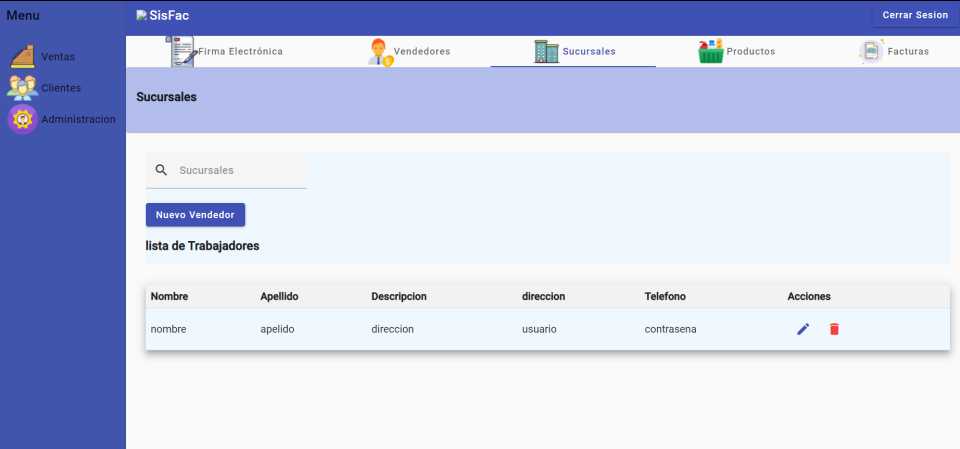 Menu
SisFac
Cerrar Sesion
Ventas
Clientes
Administracion
Firma Electrónica
Vendedores
Sucursales
Productos
Facturas
Sucursales
Sucursales
Nuevo Vendedor
lista de Trabajadores
Nombre Apellido Descripcion direccion Telefono Acciones
nombre apelido direccion usuario contrasena